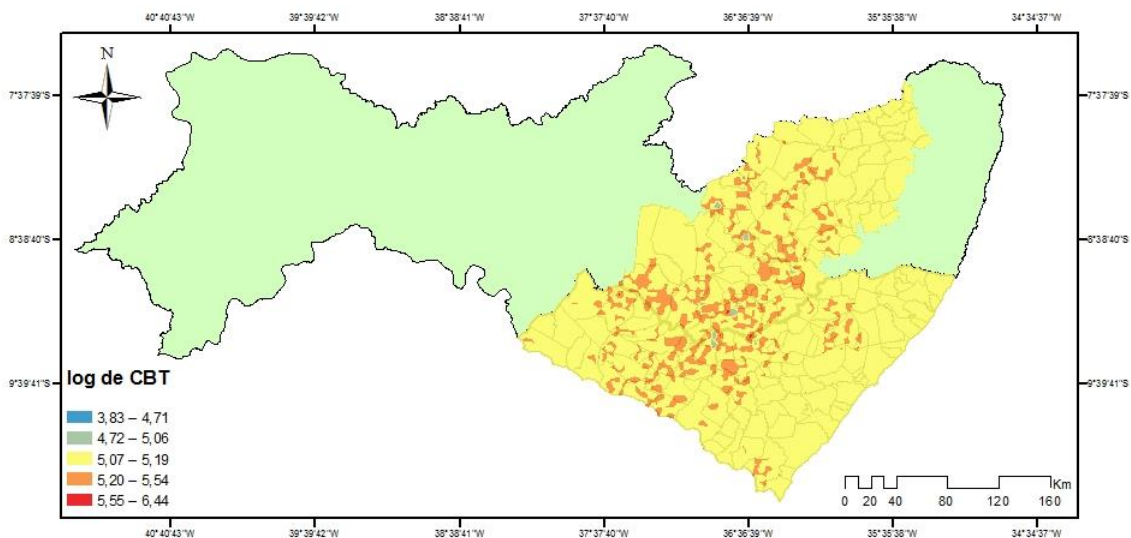 40°40'43"W 39°39'42"W 38°38'41"W 37°37'40"W 36°36'39"W 35°35'38"W 34°34'37"W
N
7°37'39"S 7°37'39"S
8°38'40"S 8°38'40"S
9°39'41"S 9°39'41"S
log de CBT
3,83 – 4,71
4,72 – 5,06
5,07 – 5,19
5,20 – 5,54
5,55 – 6,44
Km
0 20 40 80 120 160
40°40'43"W 39°39'42"W 38°38'41"W 37°37'40"W 36°36'39"W 35°35'38"W 34°34'37"W